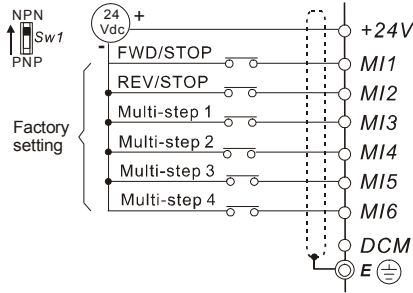 NPN
Sw1
PNP
24
Vdc
+
-
+24V
FWD/STOP
MI1
REV/STOP
MI2
Multi-step 1
MI3
Factory
setting
Multi-step 2
MI4
Multi-step 3
MI5
Multi-step 4
MI6
DCM
E